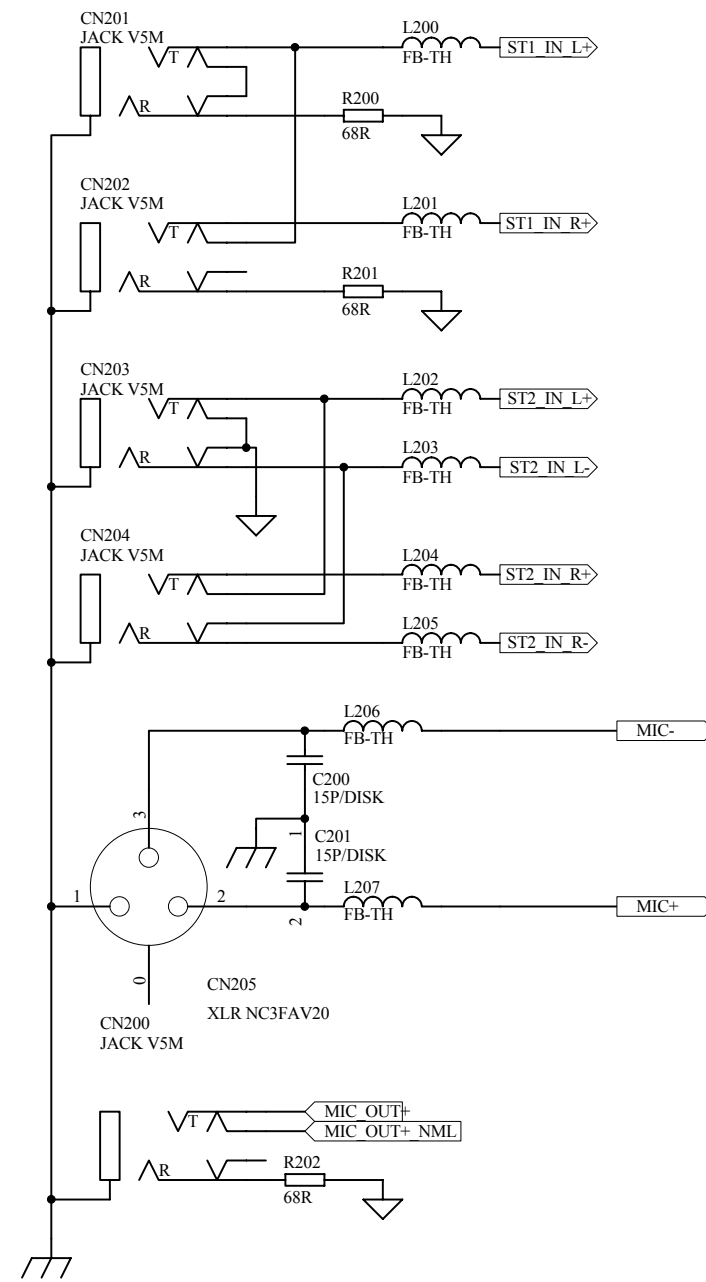 CN201
JACK V5M
T
R
L200
FB-TH
ST1_IN_L+
R200
68R
CN202
JACK V5M
T
R
L201
FB-TH
ST1_IN_R+
R201
68R
CN203
JACK V5M
T
R
L202
FB-TH
ST2_IN_L+
L203
FB-TH
ST2_IN_L-
CN204
JACK V5M
T
R
L204
FB-TH
ST2_IN_R+
L205
FB-TH
ST2_IN_R-
L206
FB-TH
MIC-
C200
15P/DISK
3
1
C201
15P/DISK
1
2
2
L207
FB-TH
MIC+
0
CN205
XLR NC3FAV20
CN200
JACK V5M
T
R
MIC_OUT+
MIC_OUT+_NML
R202
68R